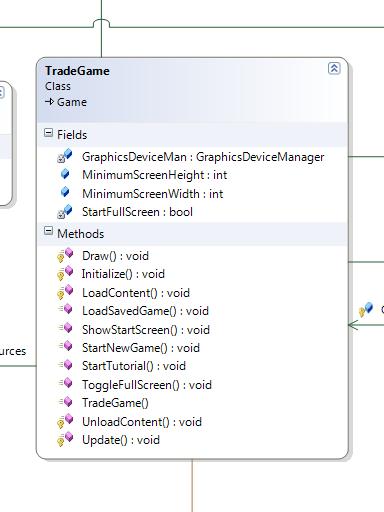 TradeGame
Class
Game
Fields
GraphicsDeviceMan : GraphicsDeviceManager
MinimumScreenHeight : int
MinimumScreenWidth : int
StartFullScreen : bool
Methods
Draw() : void
Initialize() : void
LoadContent() : void
LoadSavedGame() : void
ShowStartScreen() : void
StartNewGame() : void
urces
StartTutorial() : void
ToggleFullScreen() : void
TradeGame()
UnloadContent() : void
Update() : void